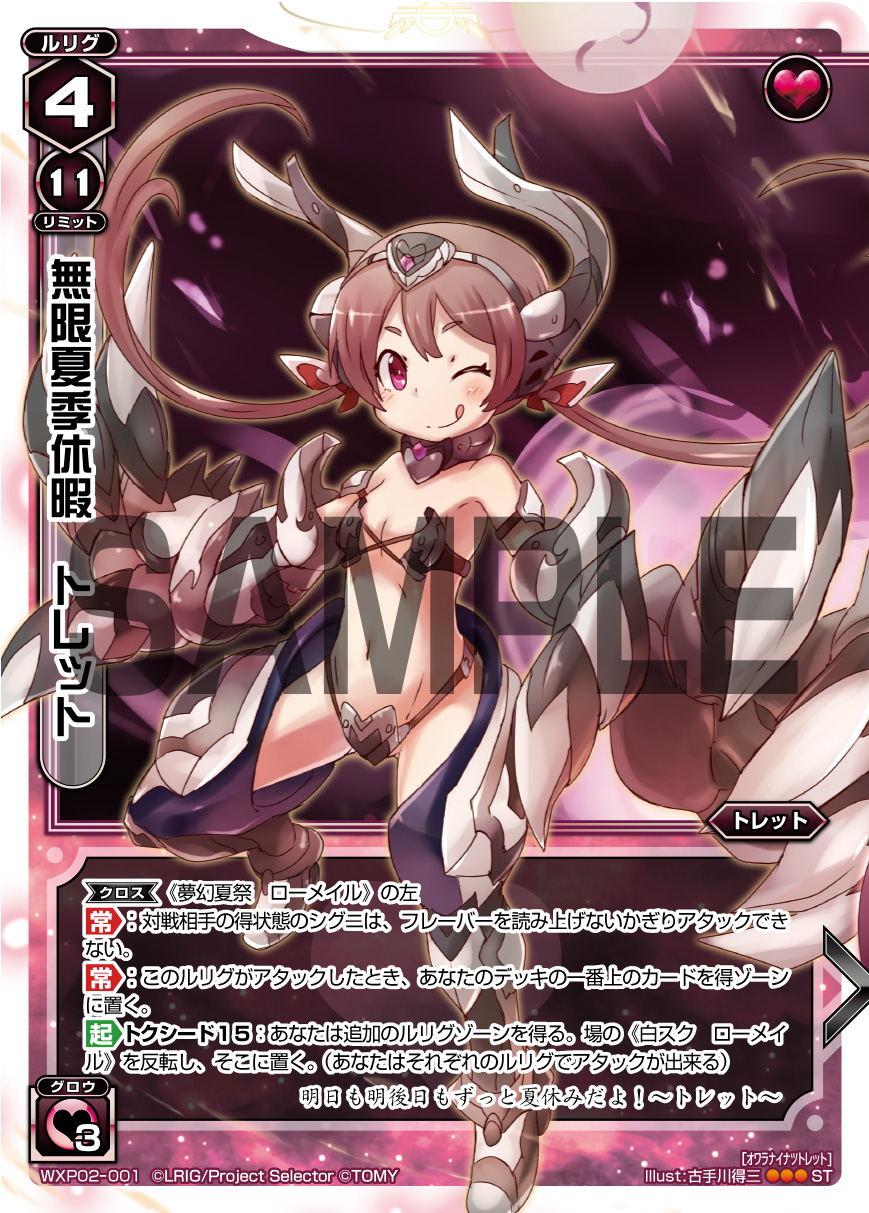 ルリグ
4
11
リミット
無限夏季休暇　トレット
SAMPLE
トレット
クロス 《夢幻夏祭　ローメイル》の左
常：対戦相手の得状態のシグニは、フレーバーを読み上げないかぎりアタックでき
ない。
常：このルリグがアタックしたとき、あなたのデッキの一番上のカードを得ゾーン
に置く。
起トクシード15：あなたは追加のルリグゾーンを得る。場の《白スク　ローメイ
ル》を反転し、そこに置く。（あなたはそれぞれのルリグでアタックが出来る）
明日も明後日もずっと夏休みだよ！～トレット～
グロウ
3
[オワラナイナツトレット]
WXP02-001 ©LRIG/Project Selector ©TOMY
Illust:古手川得三 ST